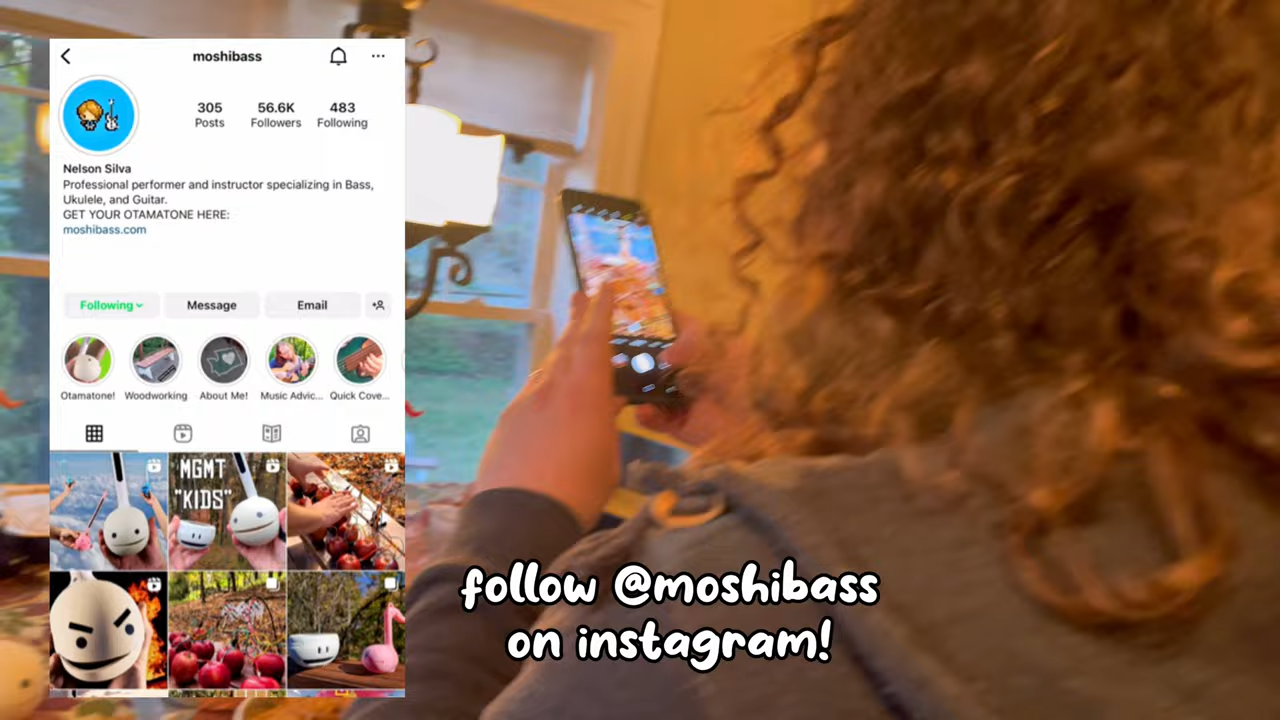 moshibass
305
56.6K
483
Posts
Followers
Following
Nelson Silva
Professional performer and instructor specializing in Bass,
Ukulele, and Guitar.
GET YOUR OTAMATONE HERE:
moshibass.com
Following
Message
Email
Otamatone!
Woodworking
About Me!
Music Advic...
Quick Cove...
MGMT
"KIDS"
follow @moshibass
on instagram!